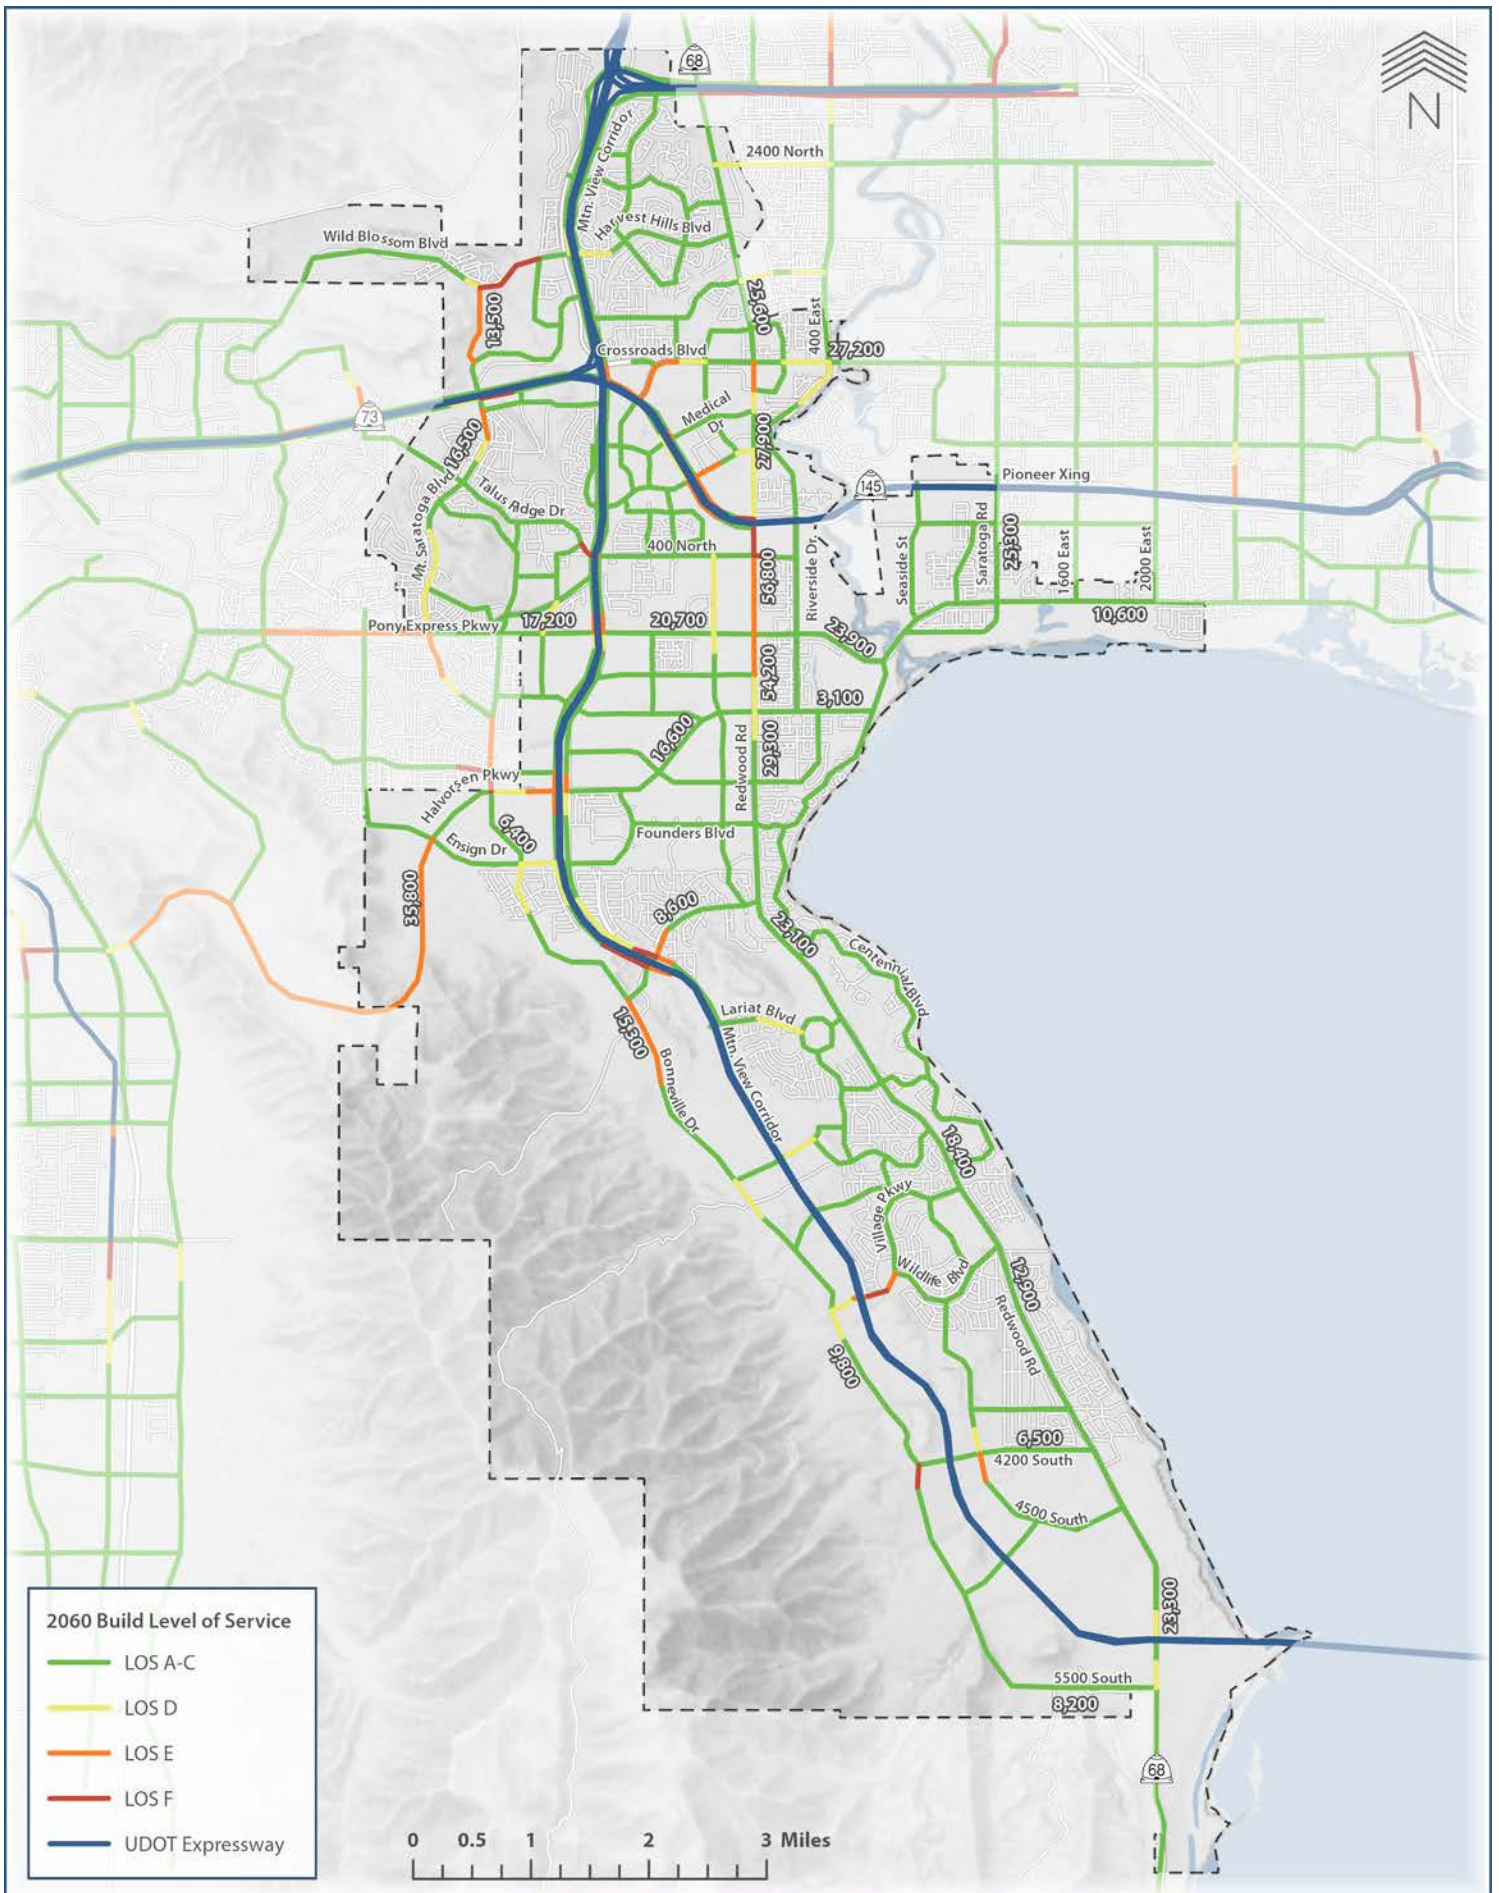 68
N
2400 North
Mtn. View Corridor
Harvest Hills Blvd
Wild Blossom Blvd
13,500
25,600
400 East
27,200
Crossroads Blvd
73
Medical
Dr
16,500
27,900
Mt. Saratoga Blvd
Talus Ridge Dr
145
Pioneer Xing
400 North
56,800
Riverside Dr.
Seaside St
Saratoga Rd
25,300
1600 East
2000 East
Pony Express Pkwy
17,200
20,700
23,900
10,600
54,200
3,100
16,600
Redwood Rd
29,300
Halvorsen Pkwy
6,400
Ensign Dr
Founders Blvd
35,800
8,600
23,100
Centennial Blvd
15,300
Lariat Blvd
Bonneville Dr
Mtn. View Corridor
18,400
Village Pkwy
Wildlife Blvd
12,900
Redwood Rd
9,800
6,500
4200 South
4500 South
23,300
5500 South
8,200
68
2060 Build Level of Service
LOS A-C
LOS D
LOS E
LOS F
UDOT Expressway
0 0.5 1 2 3 Miles